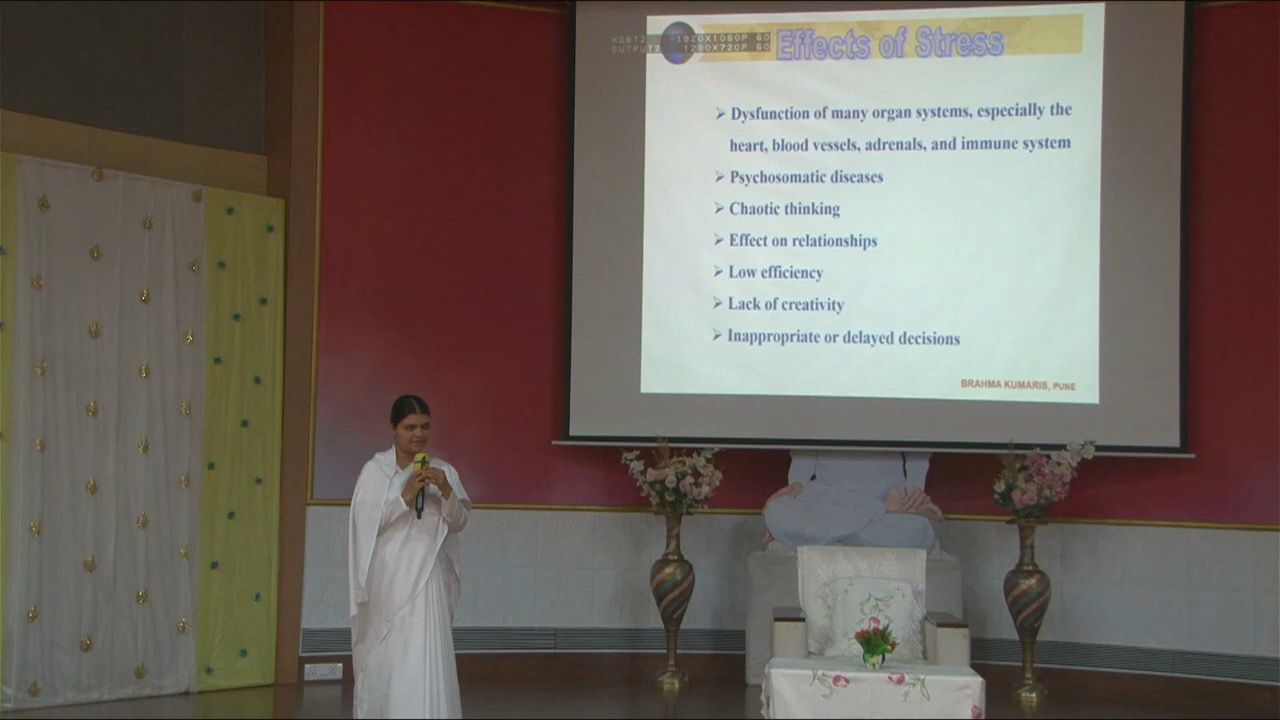 HDBT2 1920X1080P 60
OUTPUT2 1280X720P 60
Effects of Stress
➢ Dysfunction of many organ systems, especially the
heart, blood vessels, adrenals, and immune system
➢ Psychosomatic diseases
➢ Chaotic thinking
➢ Effect on relationships
➢ Low efficiency
➢ Lack of creativity
➢ Inappropriate or delayed decisions
BRAHMA KUMARIS, PUNE